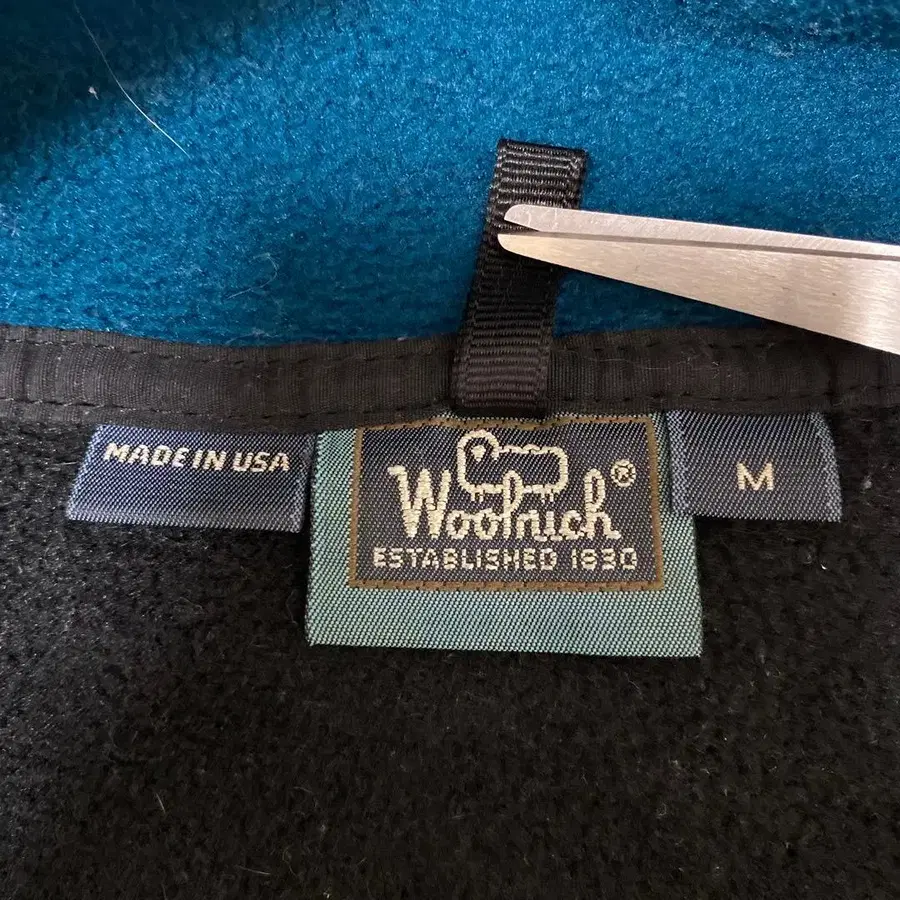 MADE IN USA
Woolrich®
ESTABLISHED 1830
M